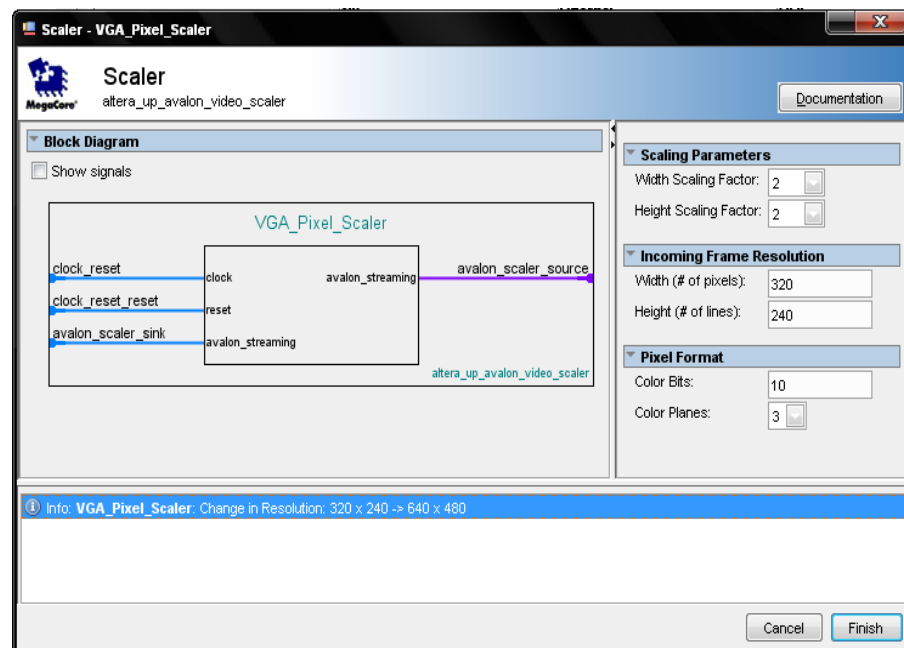 Scaler - VGA_Pixel_Scaler
MegaCore'
Scaler
altera_up_avalon_video_scaler
Documentation
Block Diagram
Show signals
VGA_Pixel_Scaler
clock_reset
clock
avalon_streaming
avalon_scaler_source
clock_reset_reset
reset
avalon_scaler_sink
avalon_streaming
altera_up_avalon_video_scaler
Scaling Parameters
Width Scaling Factor: 2
Height Scaling Factor: 2
Incoming Frame Resolution
Width (# of pixels): 320
Height (# of lines): 240
Pixel Format
Color Bits: 10
Color Planes: 3
Info: VGA_Pixel_Scaler: Change in Resolution: 320 x 240 -> 640 x 480
Cancel Finish